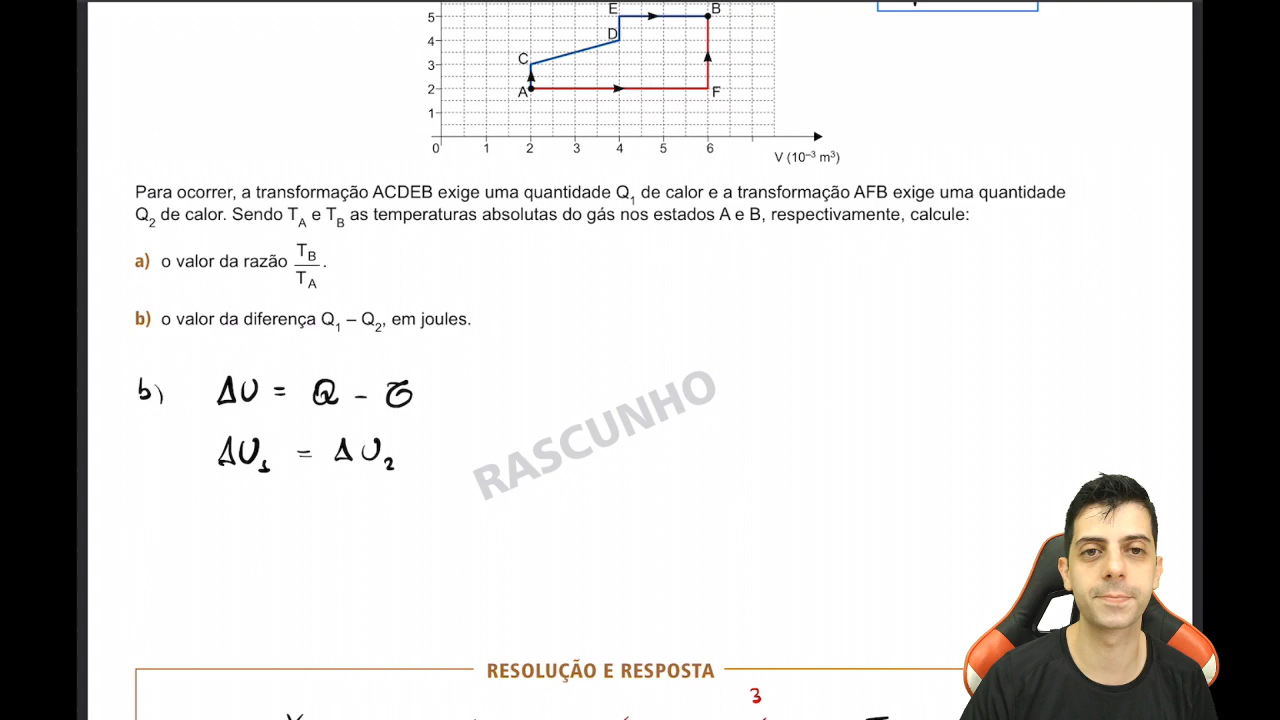 5 E B
4 D
3 C
2 A F
1
0 1 2 3 4 5 6
V (10⁻³ m³)
Para ocorrer, a transformação ACDEB exige uma quantidade Q₁ de calor e a transformação AFB exige uma quantidade
Q₂ de calor. Sendo T_A e T_B as temperaturas absolutas do gás nos estados A e B, respectivamente, calcule:
a) o valor da razão T_B/T_A.
b) o valor da diferença Q₁ – Q₂, em joules.
b) ΔU = Q - 𝒯
ΔU₁ = ΔU₂
RASCUNHO
RESOLUÇÃO E RESPOSTA
3